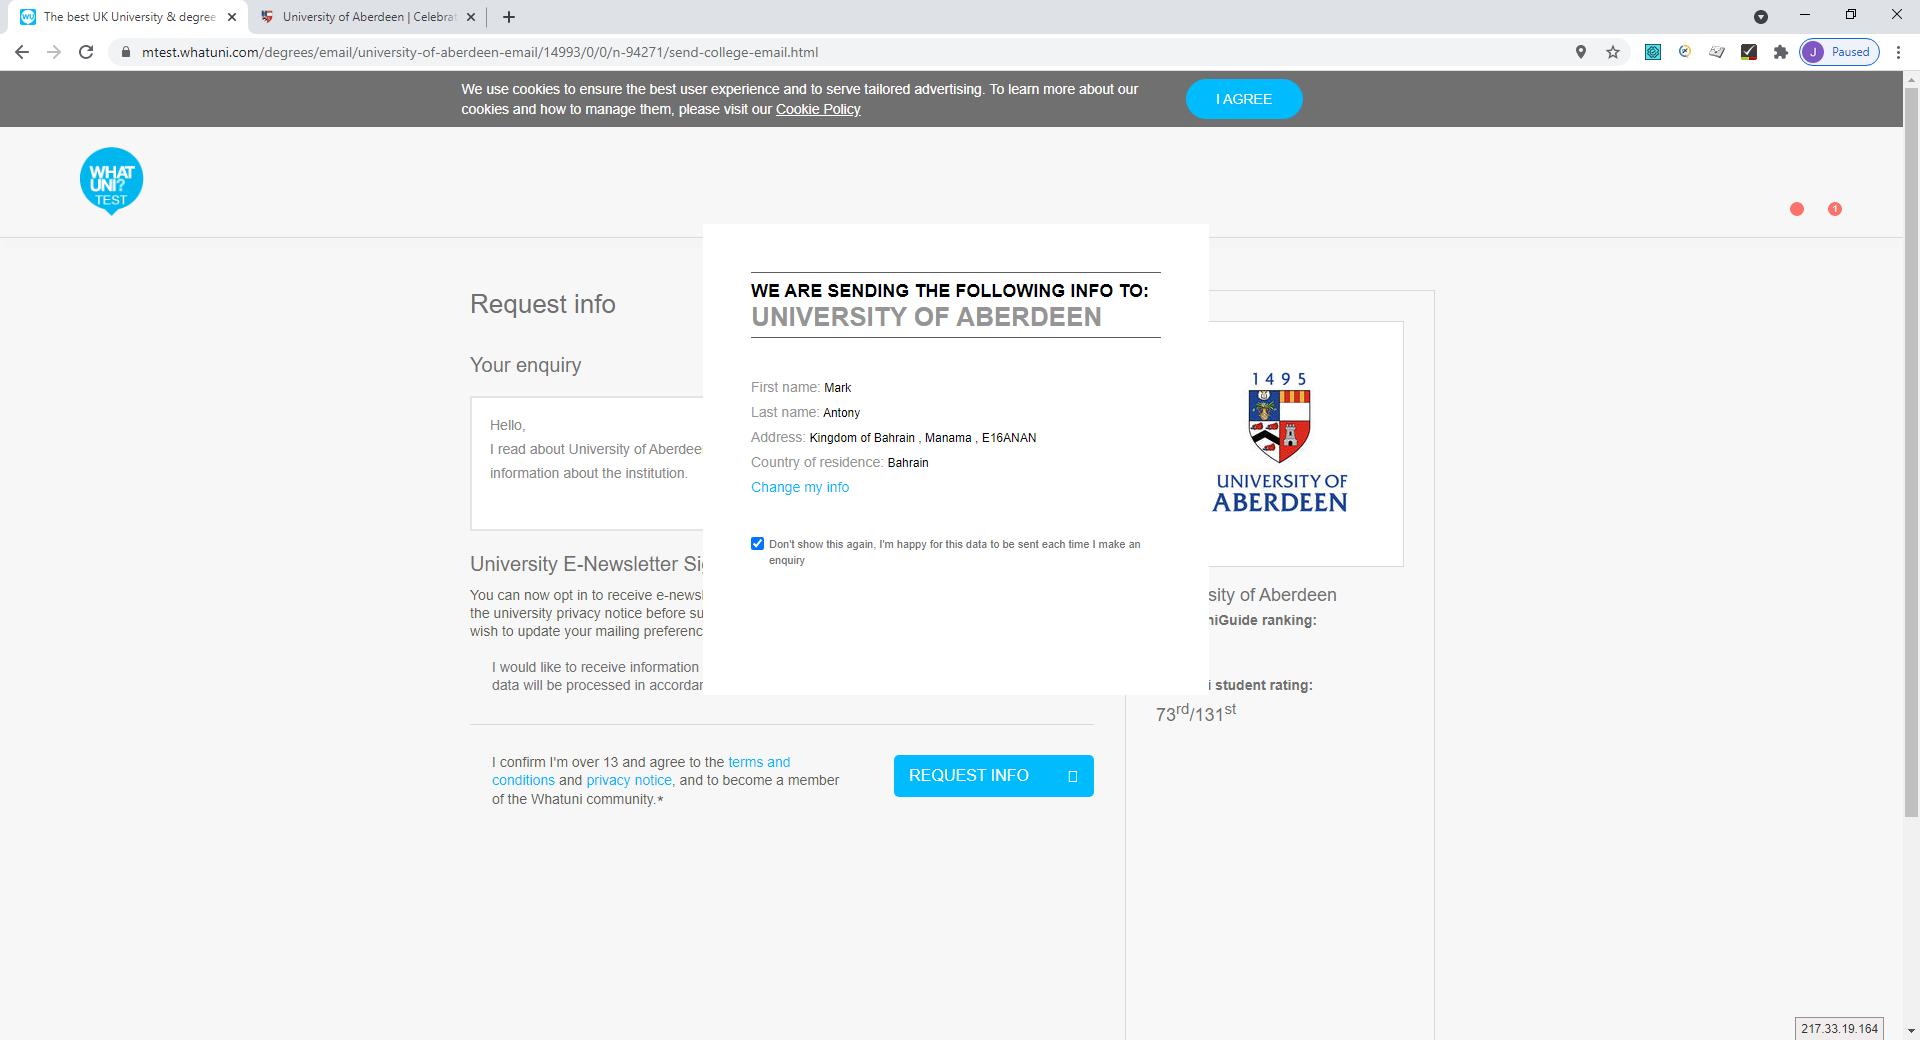 The best UK University & degree
University of Aberdeen | Celebrat
mtest.whatuni.com/degrees/email/university-of-aberdeen-email/14993/0/0/n-94271/send-college-email.html
J Paused
We use cookies to ensure the best user experience and to serve tailored advertising. To learn more about our
cookies and how to manage them, please visit our Cookie Policy
I AGREE
WHAT
UNI?
TEST
1
WE ARE SENDING THE FOLLOWING INFO TO:
UNIVERSITY OF ABERDEEN
First name: Mark
Last name: Antony
Address: Kingdom of Bahrain , Manama , E16ANAN
Country of residence: Bahrain
Change my info
Don't show this again, I'm happy for this data to be sent each time I make an
enquiry
Request info
Your enquiry
Hello,
I read about University of Aberdee
information about the institution.
University E-Newsletter Si
You can now opt in to receive e-news
the university privacy notice before su
wish to update your mailing preferenc
I would like to receive information
data will be processed in accordar
I confirm I'm over 13 and agree to the terms and
conditions and privacy notice, and to become a member
of the Whatuni community.*
REQUEST INFO
1495
UNIVERSITY OF
ABERDEEN
sity of Aberdeen
niGuide ranking:
i student rating:
73rd/131st
217.33.19.164